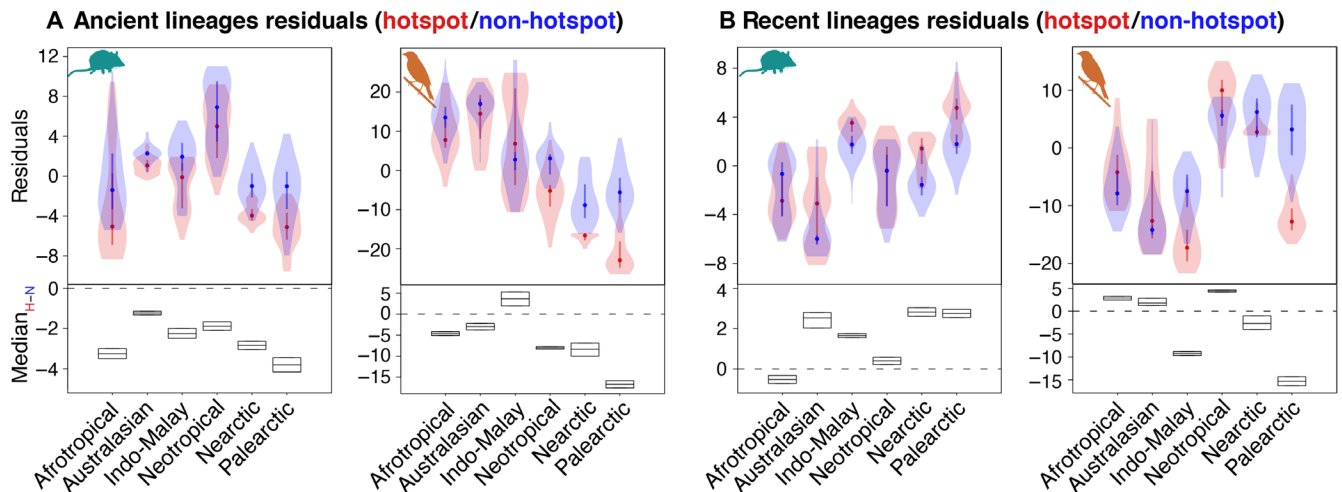 A Ancient lineages residuals (hotspot/non-hotspot)
B Recent lineages residuals (hotspot/non-hotspot)
Residuals
12
8
4
0
−4
−8
20
10
0
−10
−20
8
4
0
−4
−8
10
5
0
−5
−10
−15
−20
MedianH−N
0
−2
−4
5
0
−5
−10
−15
4
2
0
5
0
−5
−10
−15
Afrotropical
Australasian
Indo-Malay
Neotropical
Nearctic
Palearctic
Afrotropical
Australasian
Indo-Malay
Neotropical
Nearctic
Palearctic
Afrotropical
Australasian
Indo-Malay
Neotropical
Nearctic
Palearctic
Afrotropical
Australasian
Indo-Malay
Neotropical
Nearctic
Palearctic